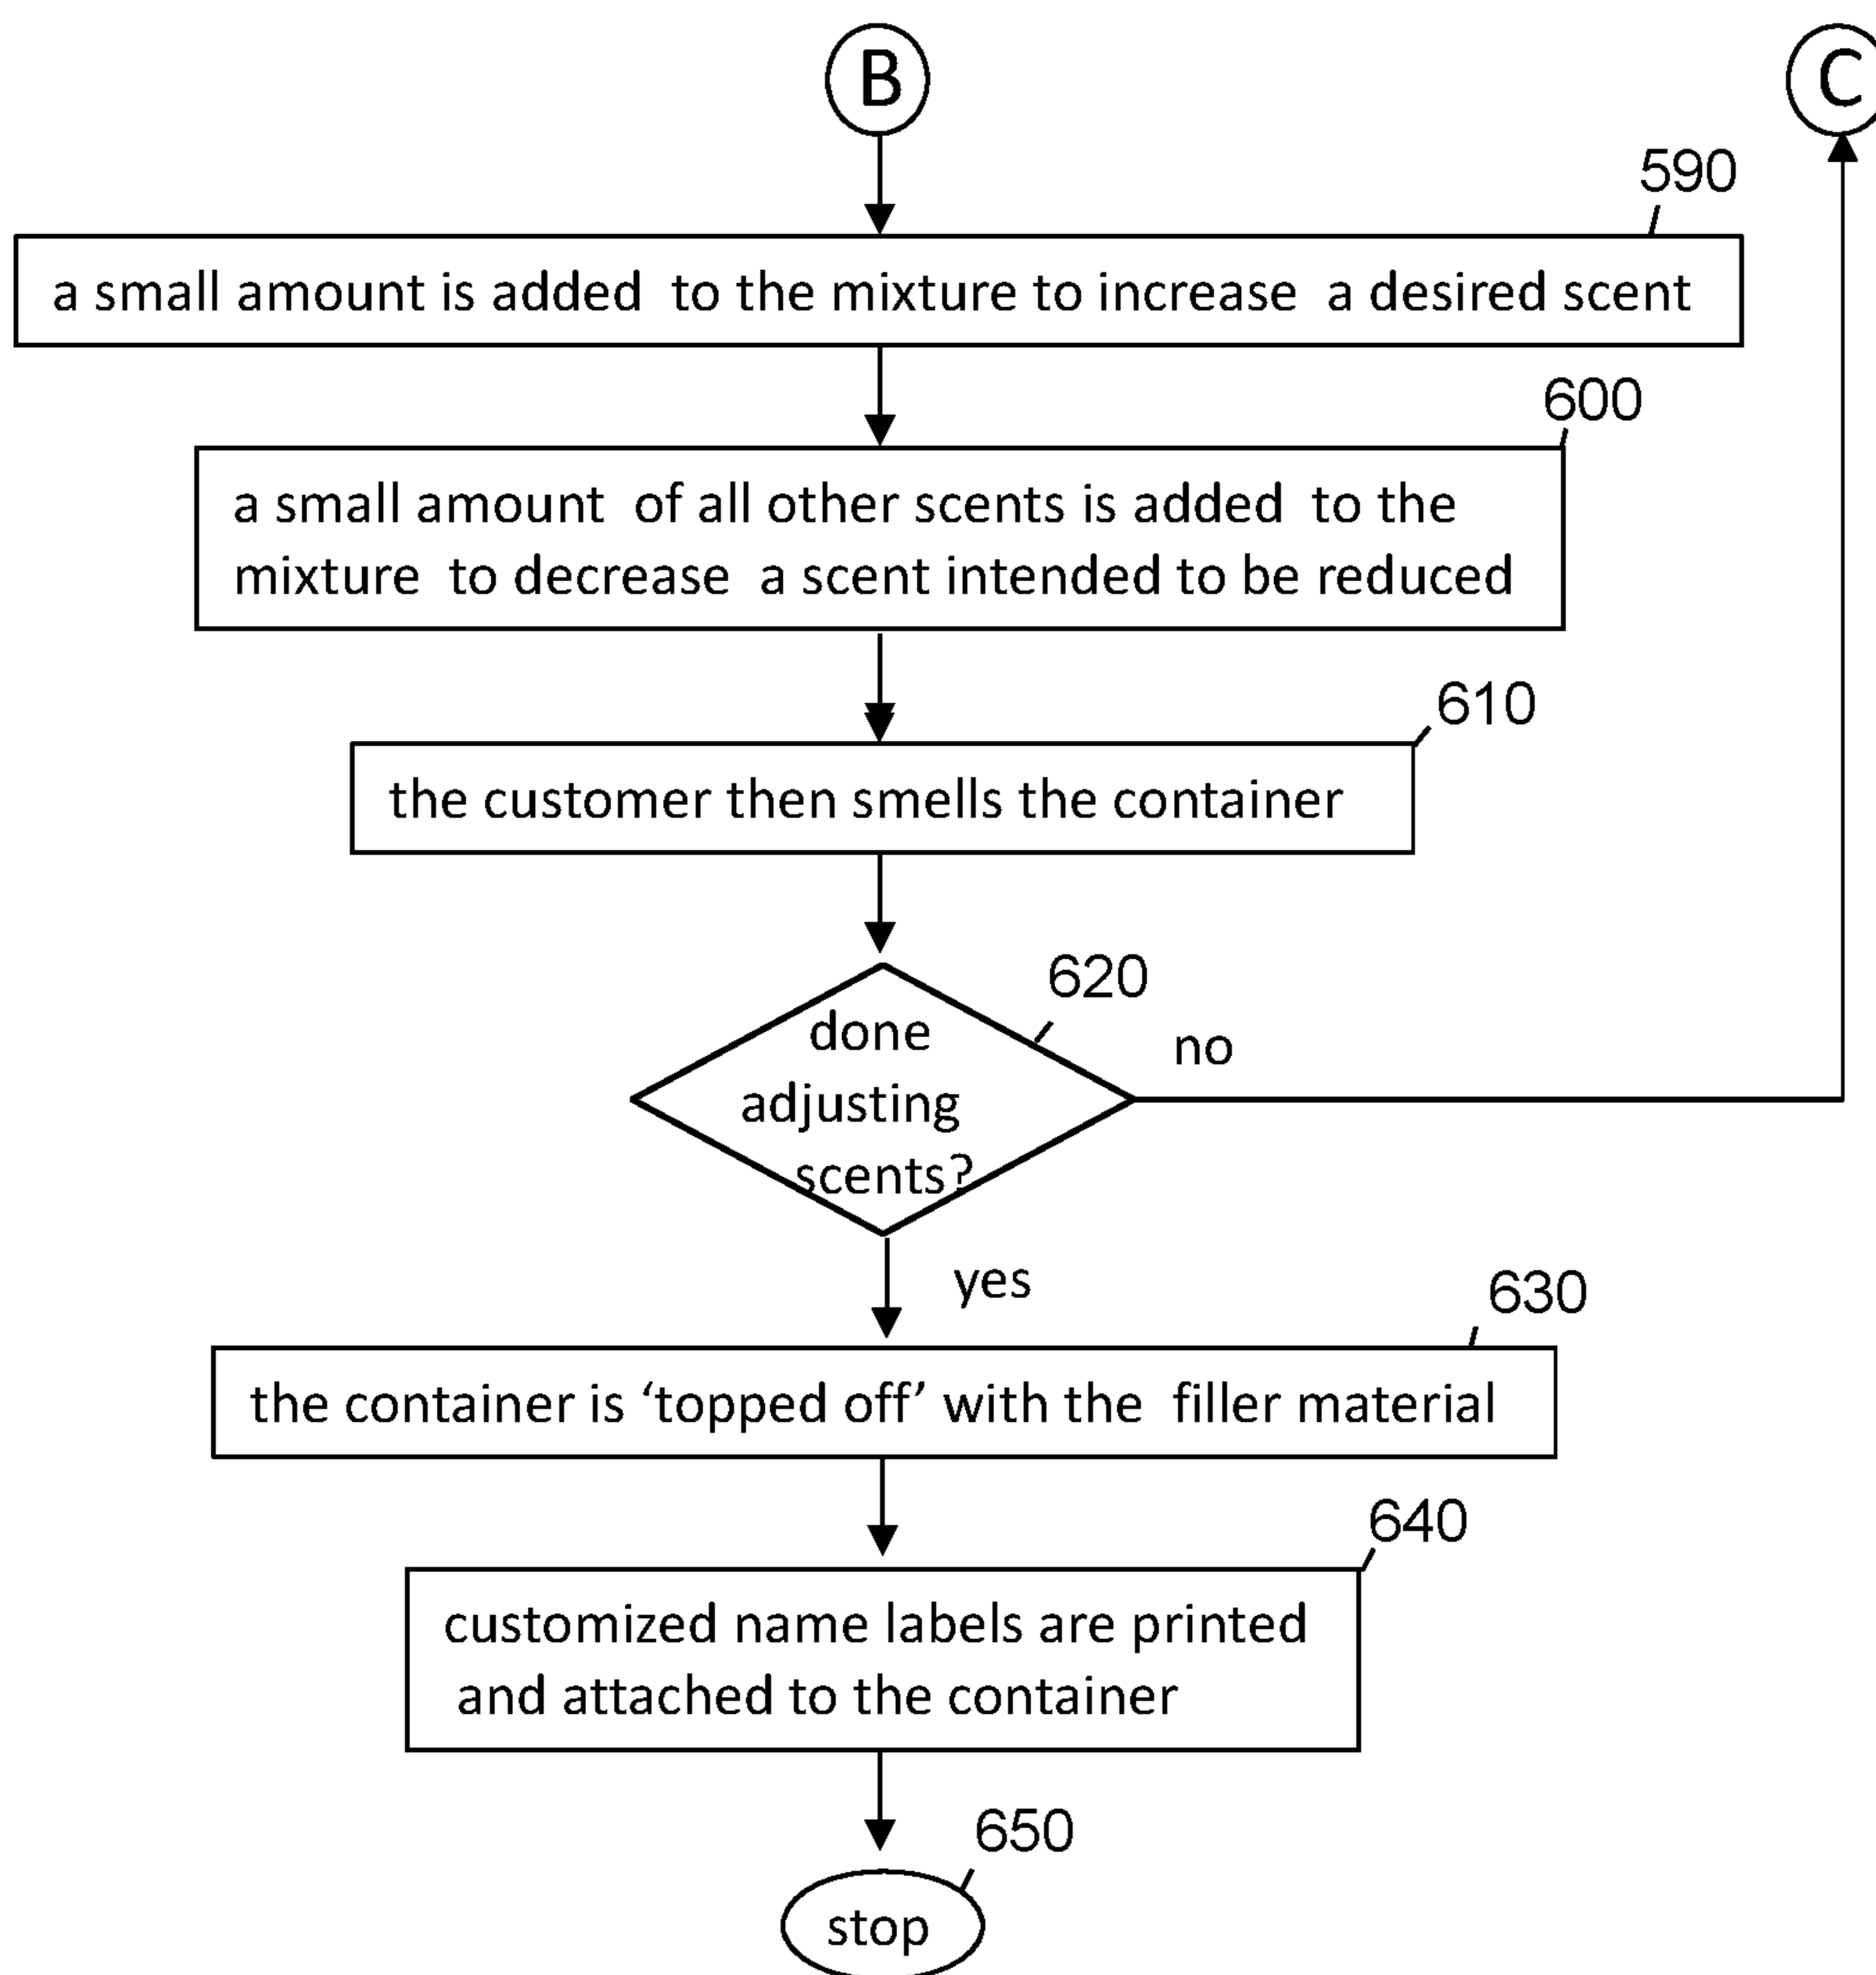 B
C
590
a small amount is added to the mixture to increase a desired scent
600
a small amount of all other scents is added to the
mixture to decrease a scent intended to be reduced
610
the customer then smells the container
620
done
adjusting
scents?
no
yes
630
the container is ‘topped off’ with the filler material
640
customized name labels are printed
and attached to the container
650
stop